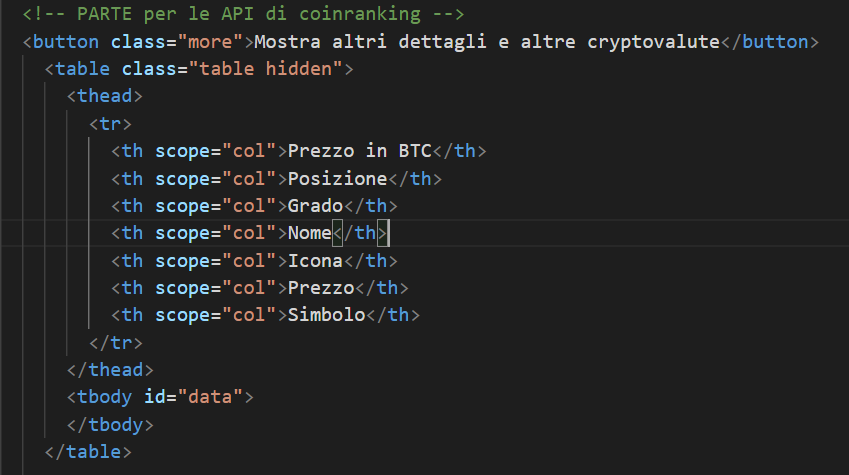 <!-- PARTE per le API di coinranking -->
<button class="more">Mostra altri dettagli e altre cryptovalute</button>
<table class="table hidden">
<thead>
<tr>
<th scope="col">Prezzo in BTC</th>
<th scope="col">Posizione</th>
<th scope="col">Grado</th>
<th scope="col">Nome</th>
<th scope="col">Icona</th>
<th scope="col">Prezzo</th>
<th scope="col">Simbolo</th>
</tr>
</thead>
<tbody id="data">
</tbody>
</table>